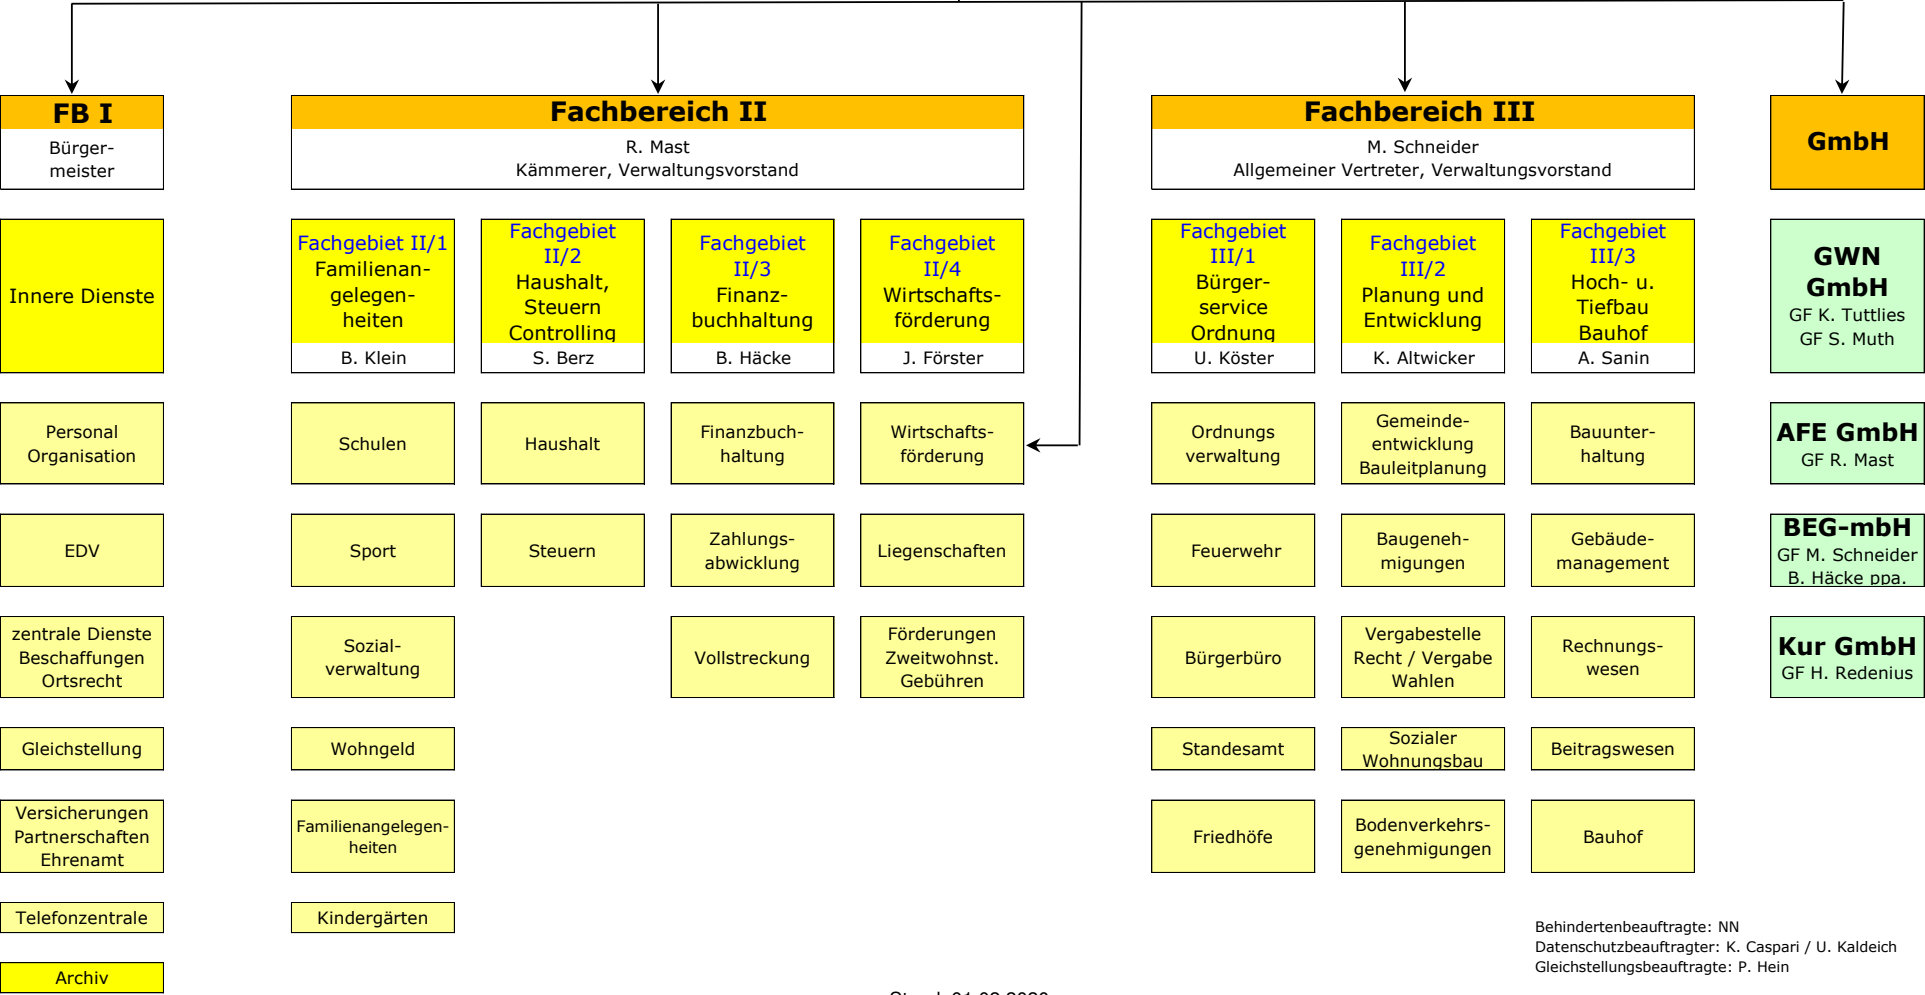 FB I
Bürger-
meister
Fachbereich II
R. Mast
Kämmerer, Verwaltungsvorstand
Fachbereich III
M. Schneider
Allgemeiner Vertreter, Verwaltungsvorstand
GmbH
Innere Dienste
Fachgebiet II/1
Familienan-
gelegen-
heiten
B. Klein
Fachgebiet
II/2
Haushalt,
Steuern
Controlling
S. Berz
Fachgebiet
II/3
Finanz-
buchhaltung
B. Häcke
Fachgebiet
II/4
Wirtschafts-
förderung
J. Förster
Fachgebiet
III/1
Bürger-
service
Ordnung
U. Köster
Fachgebiet
III/2
Planung und
Entwicklung
K. Altwicker
Fachgebiet
III/3
Hoch- u.
Tiefbau
Bauhof
A. Sanin
GWN
GmbH
GF K. Tuttlies
GF S. Muth
Personal
Organisation
Schulen
Haushalt
Finanzbuch-
haltung
Wirtschafts-
förderung
Ordnungs
verwaltung
Gemeinde-
entwicklung
Bauleitplanung
Bauunter-
haltung
AFE GmbH
GF R. Mast
EDV
Sport
Steuern
Zahlungs-
abwicklung
Liegenschaften
Feuerwehr
Baugeneh-
migungen
Gebäude-
management
BEG-mbH
GF M. Schneider
B. Häcke ppa.
zentrale Dienste
Beschaffungen
Ortsrecht
Sozial-
verwaltung
Vollstreckung
Förderungen
Zweitwohnst.
Gebühren
Bürgerbüro
Vergabestelle
Recht / Vergabe
Wahlen
Rechnungs-
wesen
Kur GmbH
GF H. Redenius
Gleichstellung
Wohngeld
Standesamt
Sozialer
Wohnungsbau
Beitragswesen
Versicherungen
Partnerschaften
Ehrenamt
Familienangelegen-
heiten
Friedhöfe
Bodenverkehrs-
genehmigungen
Bauhof
Telefonzentrale
Kindergärten
Behindertenbeauftragte: NN
Datenschutzbeauftragter: K. Caspari / U. Kaldeich
Gleichstellungsbeauftragte: P. Hein
Archiv